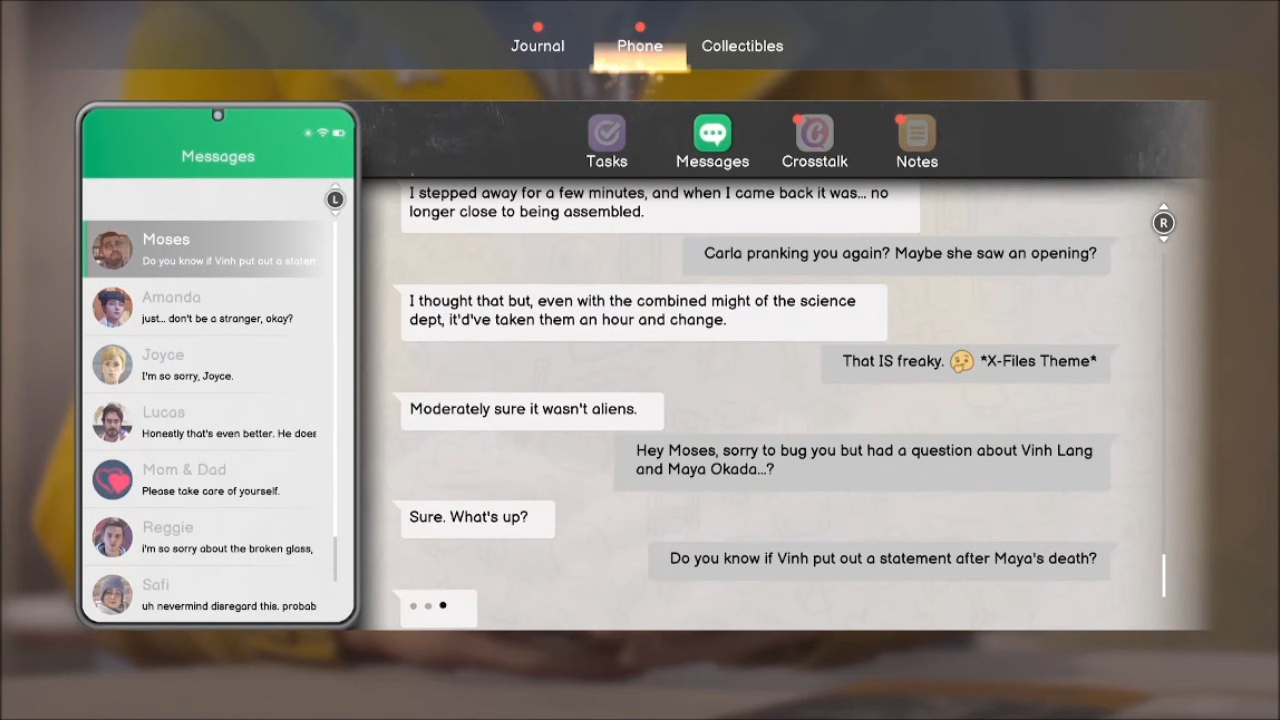 Journal
Phone
Collectibles
Messages
L
Moses
Do you know if Vinh put out a statem
Amanda
just... don't be a stranger, okay?
Joyce
I'm so sorry, Joyce.
Lucas
Honestly that's even better. He does
Mom & Dad
Please take care of yourself.
Reggie
i'm so sorry about the broken glass,
Safi
uh nevermind disregard this. probab
Tasks
Messages
Crosstalk
Notes
R
I stepped away for a few minutes, and when I came back it was... no
longer close to being assembled.
Carla pranking you again? Maybe she saw an opening?
I thought that but, even with the combined might of the science
dept, it'd've taken them an hour and change.
That IS freaky. 🤔 *X-Files Theme*
Moderately sure it wasn't aliens.
Hey Moses, sorry to bug you but had a question about Vinh Lang
and Maya Okada...?
Sure. What's up?
Do you know if Vinh put out a statement after Maya's death?